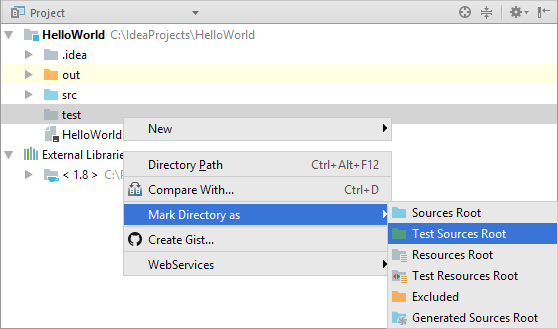 Project
HelloWorld C:\IdeaProjects\HelloWorld
.idea
out
src
test
HelloWorld
External Librarie
< 1.8 > C:\
New
Directory Path Ctrl+Alt+F12
Compare With... Ctrl+D
Mark Directory as
Create Gist...
WebServices
Sources Root
Test Sources Root
Resources Root
Test Resources Root
Excluded
Generated Sources Root